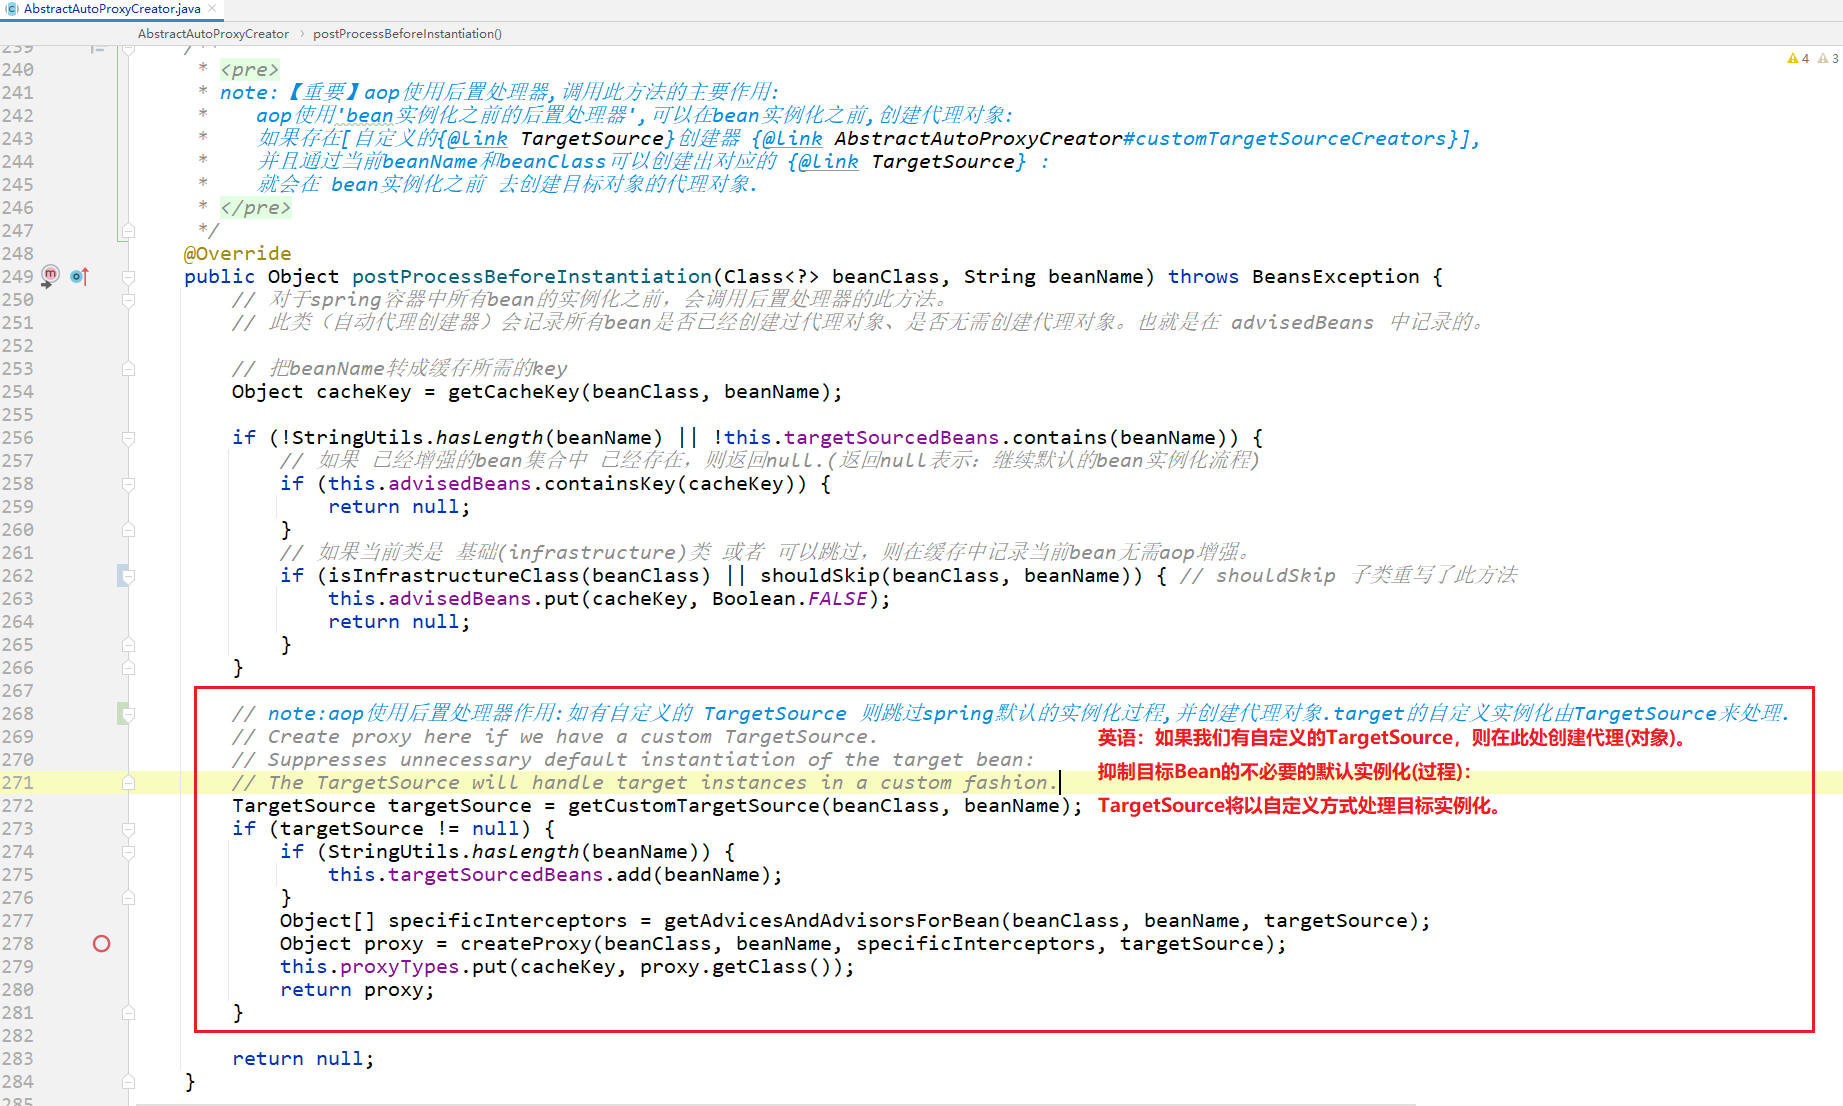 AbstractAutoProxyCreator.java
AbstractAutoProxyCreator › postProcessBeforeInstantiation()
4 3
239 /**
240 * <pre>
241 * note:【重要】aop使用后置处理器,调用此方法的主要作用:
242 * aop使用'bean实例化之前的后置处理器',可以在bean实例化之前,创建代理对象:
243 * 如果存在[自定义的{@link TargetSource}创建器 {@link AbstractAutoProxyCreator#customTargetSourceCreators}],
244 * 并且通过当前beanName和beanClass可以创建出对应的 {@link TargetSource} :
245 * 就会在 bean实例化之前 去创建目标对象的代理对象.
246 * </pre>
247 */
248 @Override
249 public Object postProcessBeforeInstantiation(Class<?> beanClass, String beanName) throws BeansException {
250 // 对于spring容器中所有bean的实例化之前，会调用后置处理器的此方法。
251 // 此类（自动代理创建器）会记录所有bean是否已经创建过代理对象、是否无需创建代理对象。也就是在 advisedBeans 中记录的。
252
253 // 把beanName转成缓存所需的key
254 Object cacheKey = getCacheKey(beanClass, beanName);
255
256 if (!StringUtils.hasLength(beanName) || !this.targetSourcedBeans.contains(beanName)) {
257 // 如果 已经增强的bean集合中 已经存在，则返回null.(返回null表示：继续默认的bean实例化流程)
258 if (this.advisedBeans.containsKey(cacheKey)) {
259 return null;
260 }
261 // 如果当前类是 基础(infrastructure)类 或者 可以跳过，则在缓存中记录当前bean无需aop增强。
262 if (isInfrastructureClass(beanClass) || shouldSkip(beanClass, beanName)) { // shouldSkip 子类重写了此方法
263 this.advisedBeans.put(cacheKey, Boolean.FALSE);
264 return null;
265 }
266 }
267
268 // note:aop使用后置处理器作用:如有自定义的 TargetSource 则跳过spring默认的实例化过程,并创建代理对象.target的自定义实例化由TargetSource来处理.
269 // Create proxy here if we have a custom TargetSource.
英语：如果我们有自定义的TargetSource，则在此处创建代理(对象)。
270 // Suppresses unnecessary default instantiation of the target bean:
抑制目标Bean的不必要的默认实例化(过程)：
271 // The TargetSource will handle target instances in a custom fashion.
272 TargetSource targetSource = getCustomTargetSource(beanClass, beanName);
TargetSource将以自定义方式处理目标实例化。
273 if (targetSource != null) {
274 if (StringUtils.hasLength(beanName)) {
275 this.targetSourcedBeans.add(beanName);
276 }
277 Object[] specificInterceptors = getAdvicesAndAdvisorsForBean(beanClass, beanName, targetSource);
278 Object proxy = createProxy(beanClass, beanName, specificInterceptors, targetSource);
279 this.proxyTypes.put(cacheKey, proxy.getClass());
280 return proxy;
281 }
282
283 return null;
284 }
285